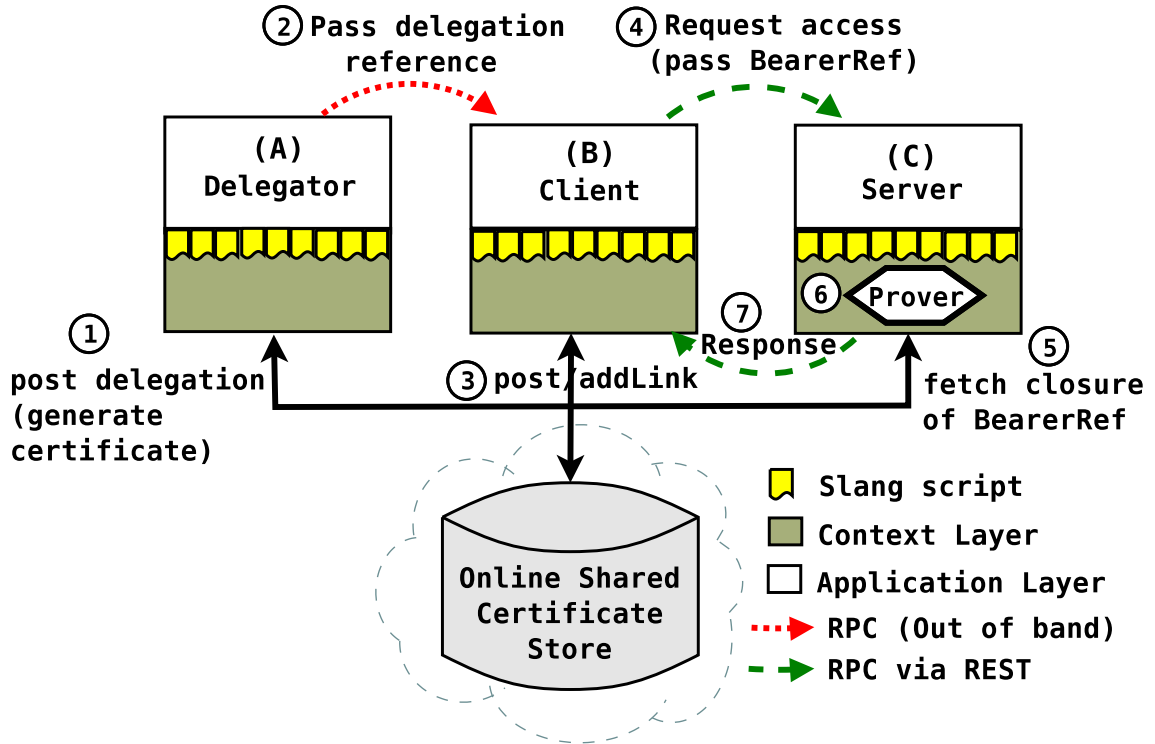 2
Pass delegation
reference
4
Request access
(pass BearerRef)
(A)
Delegator
(B)
Client
(C)
Server
6
Prover
1
post delegation
(generate
certificate)
7
Response
3
post/addLink
5
fetch closure
of BearerRef
Online Shared
Certificate
Store
Slang script
Context Layer
Application Layer
RPC (Out of band)
RPC via REST